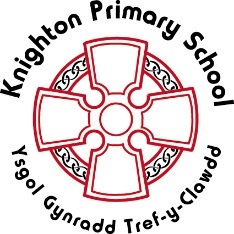 Knighton Primary School
Ysgol Gynradd Tref-y-Clawdd